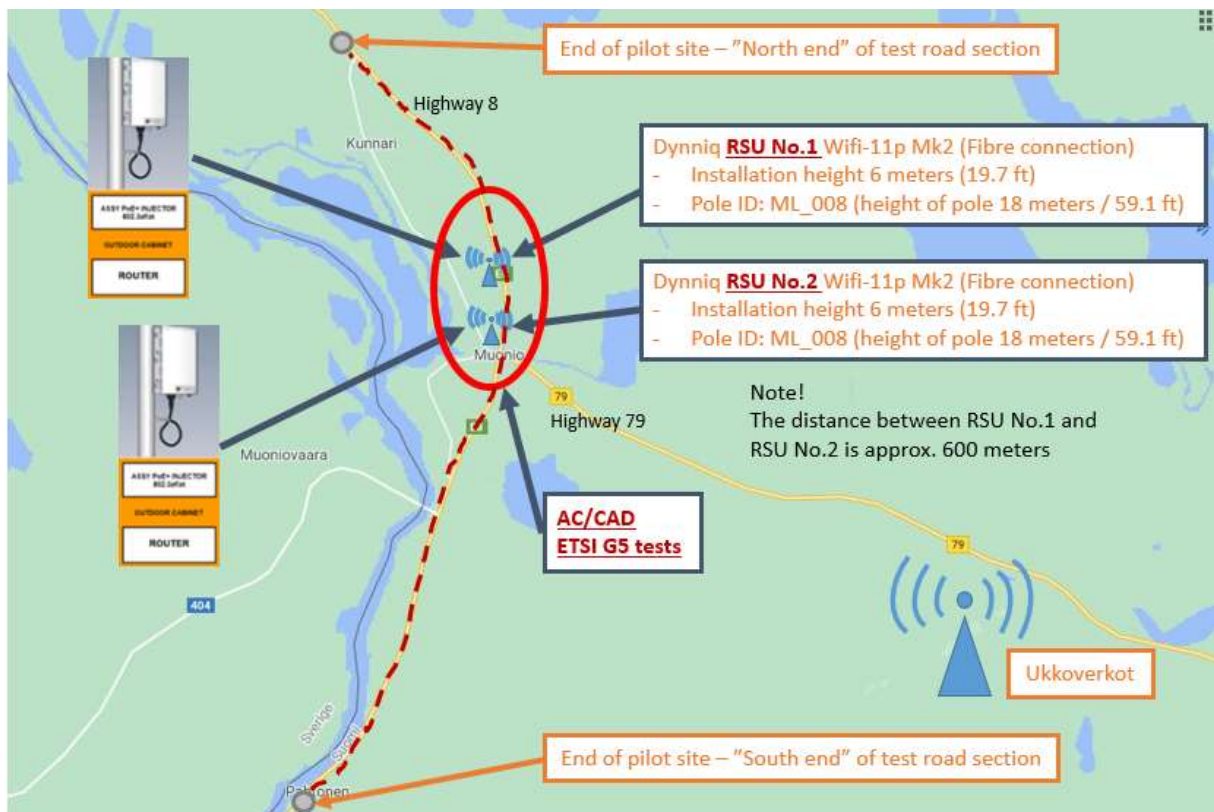 End of pilot site – ”North end” of test road section
Highway 8
Kunnari
Dynniq RSU No.1 Wifi-11p Mk2 (Fibre connection)
- Installation height 6 meters (19.7 ft)
- Pole ID: ML_008 (height of pole 18 meters / 59.1 ft)
ASSY PoE+ INJECTOR
OUTDOOR CABINET
ROUTER
Dynniq RSU No.2 Wifi-11p Mk2 (Fibre connection)
- Installation height 6 meters (19.7 ft)
- Pole ID: ML_008 (height of pole 18 meters / 59.1 ft)
Muonio
79
Highway 79
Note!
The distance between RSU No.1 and
RSU No.2 is approx. 600 meters
Muoniovaara
ASSY PoE+ INJECTOR
OUTDOOR CABINET
ROUTER
AC/CAD
ETSI G5 tests
79
404
Ukkoverkot
Sverige
Suomi
End of pilot site – ”South end” of test road section